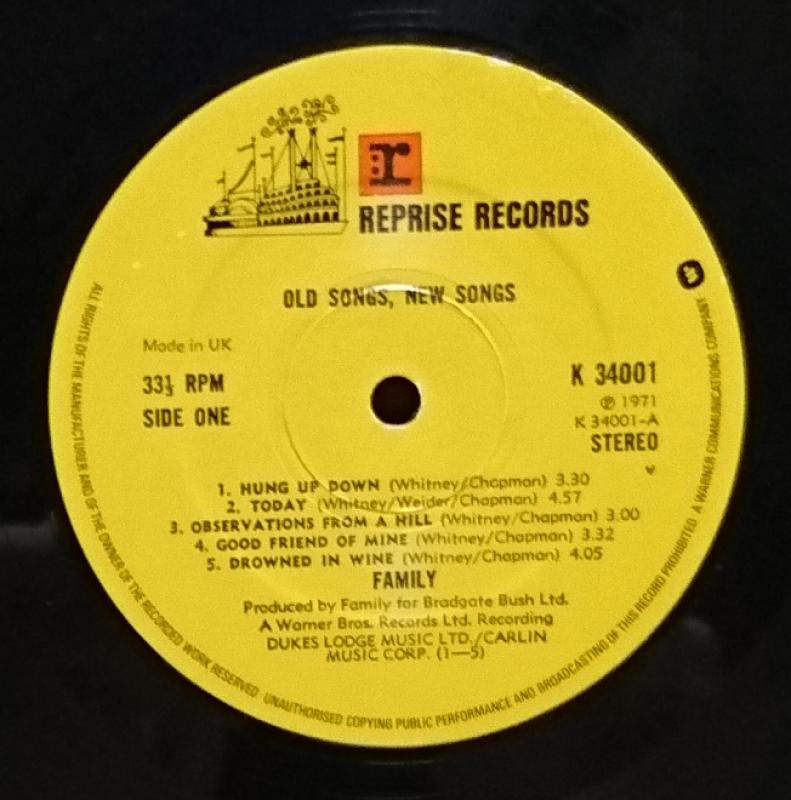 r
REPRISE RECORDS
OLD SONGS, NEW SONGS
Made in UK
33⅓ RPM
SIDE ONE
K 34001
℗ 1971
K 34001-A
STEREO
1. HUNG UP DOWN (Whitney/Chapman) 3.30
2. TODAY (Whitney/Weider/Chapman) 4.57
3. OBSERVATIONS FROM A HILL (Whitney/Chapman) 3.00
4. GOOD FRIEND OF MINE (Whitney/Chapman) 3.32
5. DROWNED IN WINE (Whitney/Chapman) 4.05
FAMILY
Produced by Family for Bradgate Bush Ltd.
A Warner Bros. Records Ltd. Recording
DUKES LODGE MUSIC LTD./CARLIN
MUSIC CORP. (1—5)
ALL RIGHTS OF THE MANUFACTURER AND OF THE OWNER OF THE RECORDED WORK RESERVED UNAUTHORISED COPYING PUBLIC PERFORMANCE AND BROADCASTING OF THIS RECORD PROHIBITED A WARNER COMMUNICATIONS COMPANY